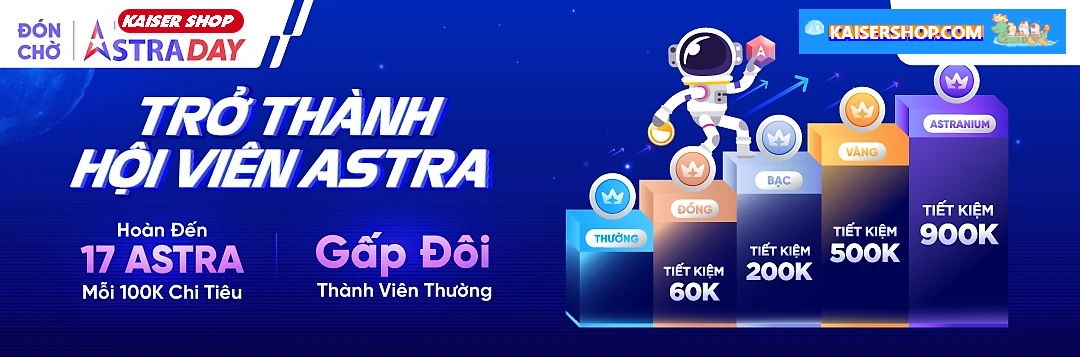 ĐÓN
CHỜ
KAISER SHOP
ASTRA DAY
KAISERSHOP.COM
TRỞ THÀNH
HỘI VIÊN ASTRA
Hoàn Đến
17 ASTRA
Mỗi 100K Chi Tiêu
Gấp Đôi
Thành Viên Thường
THƯỜNG
ĐỒNG
TIẾT KIỆM
60K
BẠC
TIẾT KIỆM
200K
VÀNG
TIẾT KIỆM
500K
ASTRANIUM
TIẾT KIỆM
900K